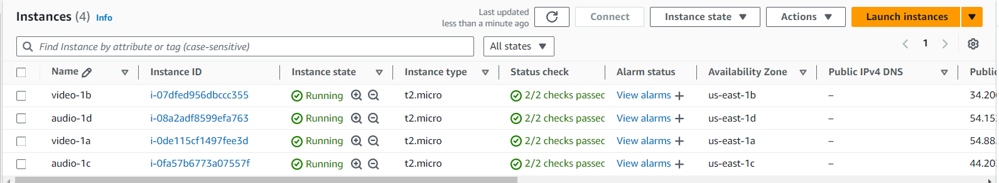 Instances (4) Info
Last updated
less than a minute ago
Connect
Instance state
Actions
Launch instances
Find Instance by attribute or tag (case-sensitive)
All states
1
Name Instance ID Instance state Instance type Status check Alarm status Availability Zone Public IPv4 DNS Public
video-1b i-07dfed956dbccc355 Running t2.micro 2/2 checks passed View alarms + us-east-1b – 34.20
audio-1d i-08a2adf8599efa763 Running t2.micro 2/2 checks passed View alarms + us-east-1d – 54.15
video-1a i-0de115cf1497fee3d Running t2.micro 2/2 checks passed View alarms + us-east-1a – 54.88.
audio-1c i-0fa57b6773a07557f Running t2.micro 2/2 checks passed View alarms + us-east-1c – 44.20